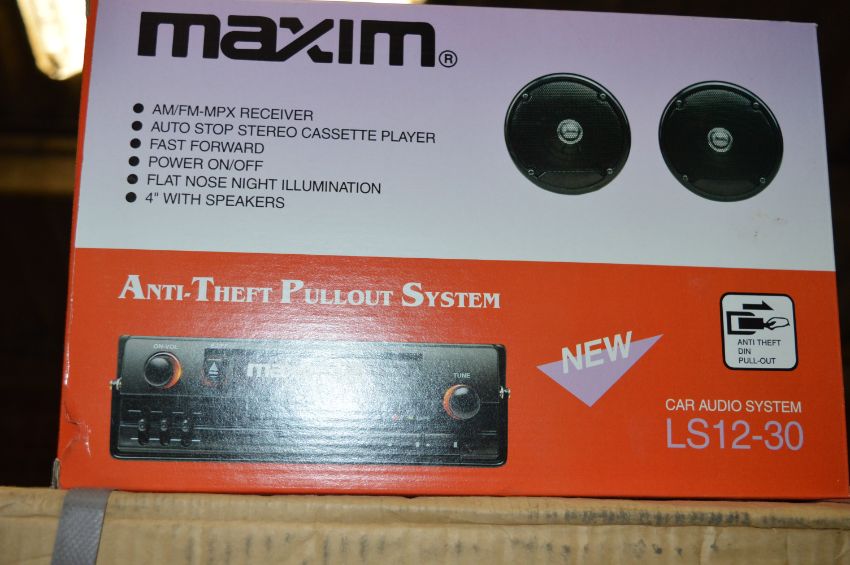 maxim®
● AM/FM-MPX RECEIVER
● AUTO STOP STEREO CASSETTE PLAYER
● FAST FORWARD
● POWER ON/OFF
● FLAT NOSE NIGHT ILLUMINATION
● 4" WITH SPEAKERS
ANTI-THEFT PULLOUT SYSTEM
ON-VOL
maxim
TUNE
NEW
ANTI THEFT
DIN
PULL-OUT
CAR AUDIO SYSTEM
LS12-30